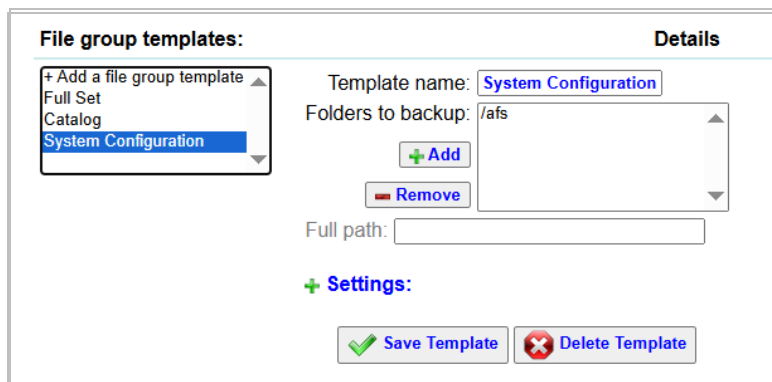 File group templates:
Details
+ Add a file group template
Full Set
Catalog
System Configuration
Template name: System Configuration
Folders to backup: /afs
Add
Remove
Full path:
Settings:
Save Template
Delete Template